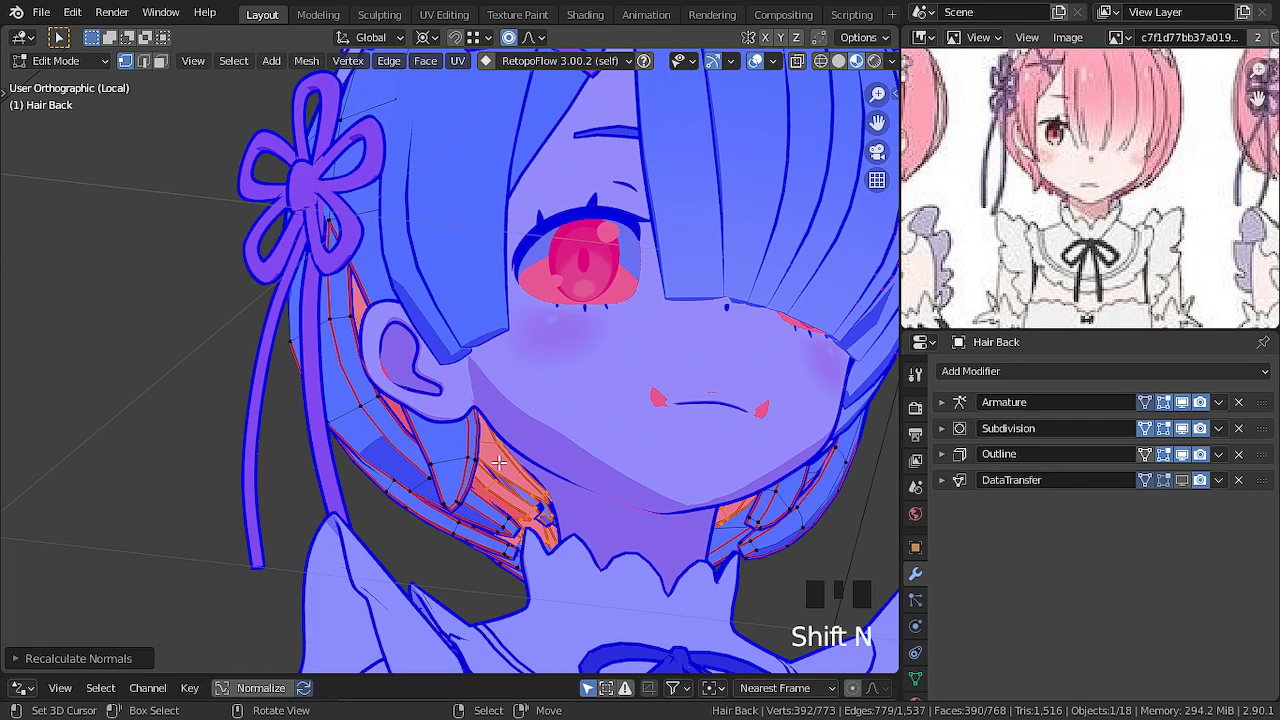 File Edit Render Window Help
Layout Modeling Sculpting UV Editing Texture Paint Shading Animation Rendering Compositing Scripting
Scene View Layer
Global X Y Z Options
View View Image c7f1d77bb37a019... 2
Edit Mode View Select Add Mesh Vertex Edge Face UV RetopoFlow 3.00.2 (self)
User Orthographic (Local)
(1) Hair Back
Hair Back
Add Modifier
Armature
Subdivision
Outline
DataTransfer
Shift N
Recalculate Normals
View Select Channel Key Normalize Nearest Frame
Set 3D Cursor Box Select Rotate View Select Move Hair Back | Verts:392/773 | Edges:779/1,537 | Faces:390/768 | Tris:1,516 | Objects:1/18 | Memory: 294.2 MiB | 2.90.1